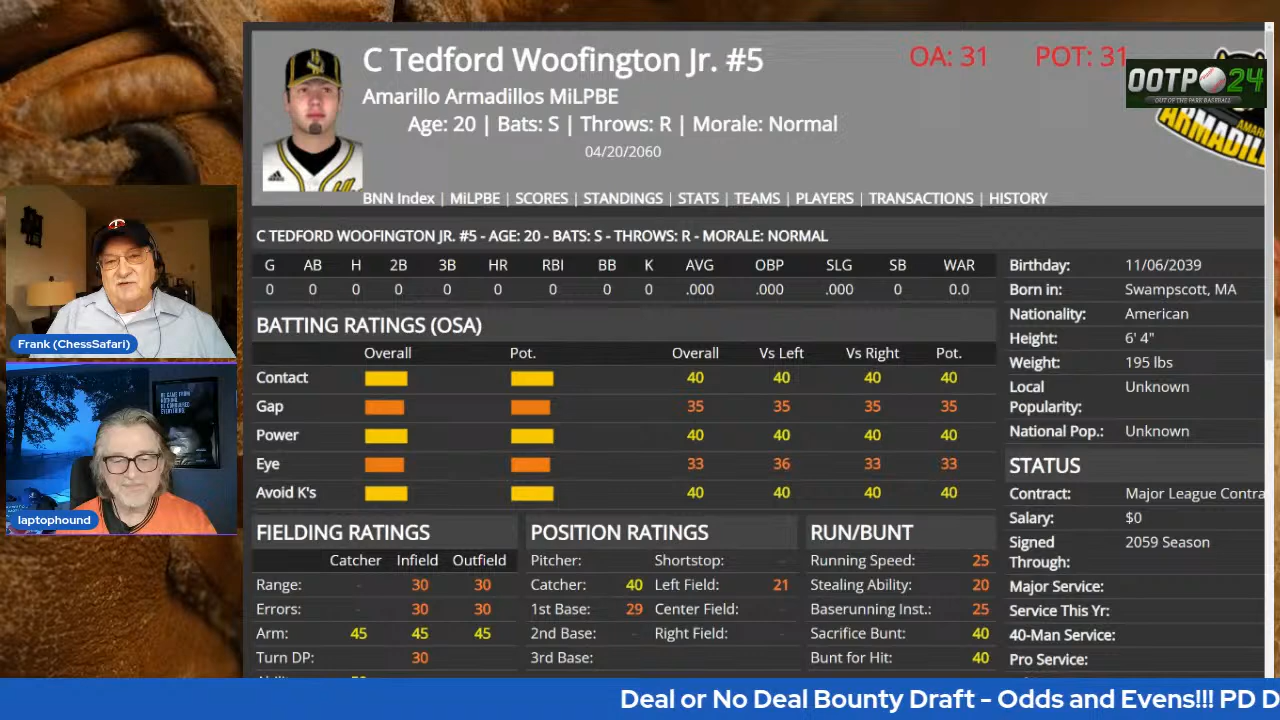 C Tedford Woofington Jr. #5
OA: 31 POT: 31
Amarillo Armadillos MiLPBE
Age: 20 | Bats: S | Throws: R | Morale: Normal
04/20/2060
OOTP 24
OUT OF THE PARK BASEBALL
ARMADIL
BNN Index | MiLPBE | SCORES | STANDINGS | STATS | TEAMS | PLAYERS | TRANSACTIONS | HISTORY
C TEDFORD WOOFINGTON JR. #5 - AGE: 20 - BATS: S - THROWS: R - MORALE: NORMAL
G AB H 2B 3B HR RBI BB K AVG OBP SLG SB WAR
0 0 0 0 0 0 0 0 0 .000 .000 .000 0 0.0
BATTING RATINGS (OSA)
Overall Pot. Overall Vs Left Vs Right Pot.
Contact 40 40 40 40
Gap 35 35 35 35
Power 40 40 40 40
Eye 33 36 33 33
Avoid K's 40 40 40 40
Birthday: 11/06/2039
Born in: Swampscott, MA
Nationality: American
Height: 6' 4"
Weight: 195 lbs
Local Unknown
Popularity:
National Pop.: Unknown
STATUS
Contract: Major League Contra
Salary: $0
Signed 2059 Season
Through:
Major Service:
Service This Yr:
40-Man Service:
Pro Service:
FIELDING RATINGS
Catcher Infield Outfield
Range: - 30 30
Errors: - 30 30
Arm: 45 45 45
Turn DP: 30
POSITION RATINGS
Pitcher: Shortstop: -
Catcher: 40 Left Field: 21
1st Base: 29 Center Field: -
2nd Base: - Right Field: -
3rd Base:
RUN/BUNT
Running Speed: 25
Stealing Ability: 20
Baserunning Inst.: 25
Sacrifice Bunt: 40
Bunt for Hit: 40
Frank (ChessSafari)
laptophound
Deal or No Deal Bounty Draft - Odds and Evens!!! PD D